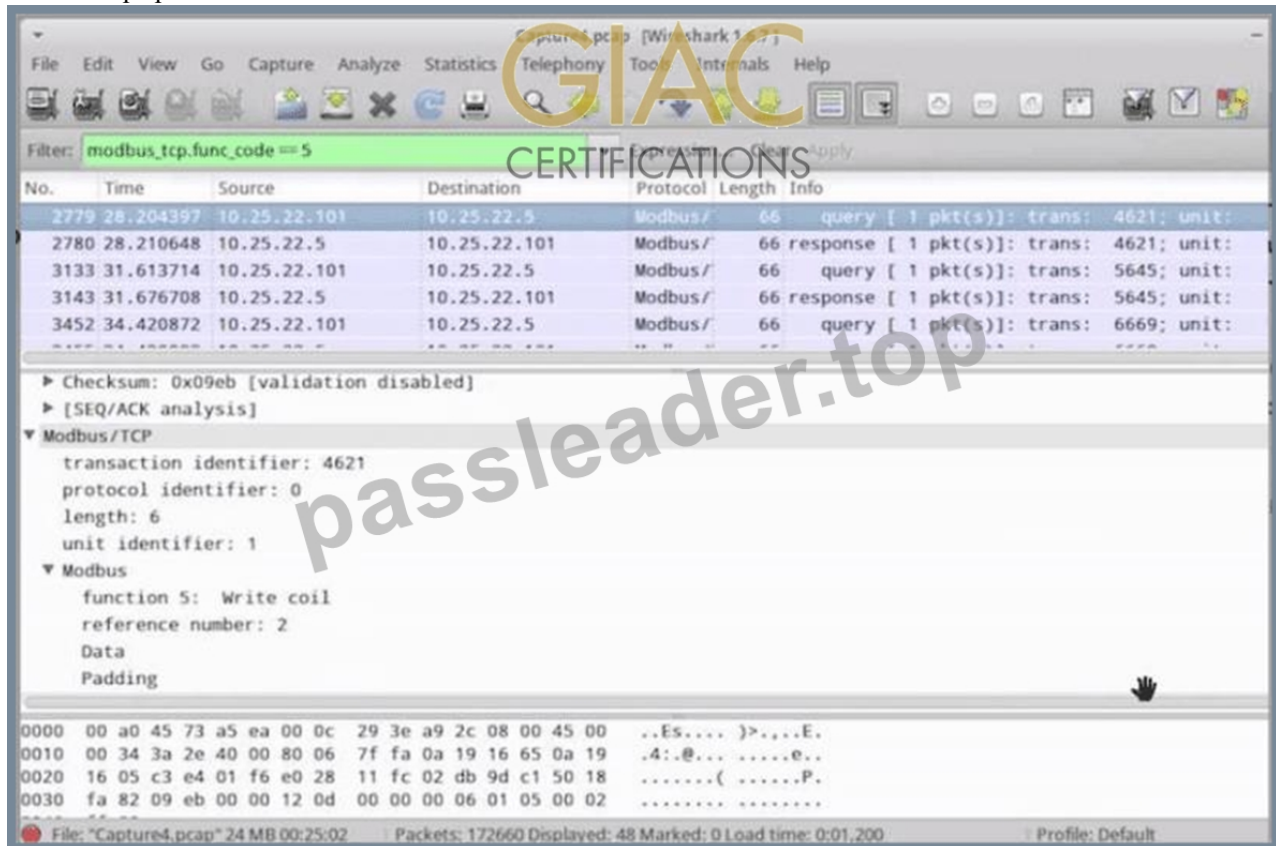 Capture4.pcap [Wireshark 1.6.7]
File Edit View Go Capture Analyze Statistics Telephony Tools Internals Help
GIAC
CERTIFICATIONS
Filter: modbus_tcp.func_code == 5 Expression... Clear Apply
No. Time Source Destination Protocol Length Info
2779 28.204397 10.25.22.101 10.25.22.5 Modbus/ 66 query [ 1 pkt(s)]: trans: 4621; unit:
2780 28.210648 10.25.22.5 10.25.22.101 Modbus/ 66 response [ 1 pkt(s)]: trans: 4621; unit:
3133 31.613714 10.25.22.101 10.25.22.5 Modbus/ 66 query [ 1 pkt(s)]: trans: 5645; unit:
3143 31.676708 10.25.22.5 10.25.22.101 Modbus/ 66 response [ 1 pkt(s)]: trans: 5645; unit:
3452 34.420872 10.25.22.101 10.25.22.5 Modbus/ 66 query [ 1 pkt(s)]: trans: 6669; unit:
Checksum: 0x09eb [validation disabled]
[SEQ/ACK analysis]
Modbus/TCP
transaction identifier: 4621
protocol identifier: 0
length: 6
unit identifier: 1
Modbus
function 5: Write coil
reference number: 2
Data
Padding
passleader.top
0000 00 a0 45 73 a5 ea 00 0c 29 3e a9 2c 08 00 45 00 ..Es.... )>.,..E.
0010 00 34 3a 2e 40 00 80 06 7f fa 0a 19 16 65 0a 19 .4:.@... .....e..
0020 16 05 c3 e4 01 f6 e0 28 11 fc 02 db 9d c1 50 18 .......( ......P.
0030 fa 82 09 eb 00 00 12 0d 00 00 00 06 01 05 00 02 ........ ........
File: "Capture4.pcap" 24 MB 00:25:02 Packets: 172660 Displayed: 48 Marked: 0 Load time: 0:01.200 Profile: Default